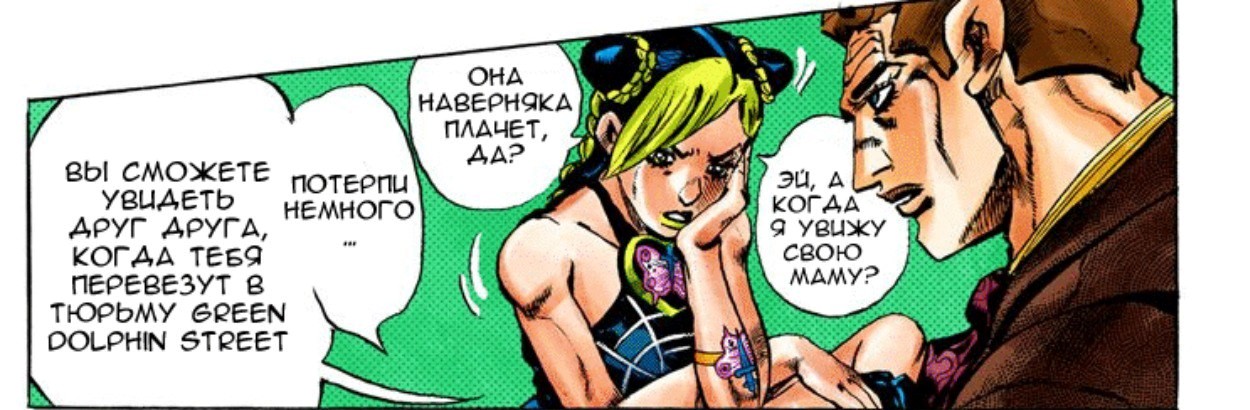 ЭЙ, А
КОГДА
Я УВИЖУ
СВОЮ
МАМУ?
ОНА
НАВЕРНЯКА
ПЛАЧЕТ,
ДА?
ПОТЕРПИ
НЕМНОГО
...
ВЫ СМОЖЕТЕ
УВИДЕТЬ
ДРУГ ДРУГА,
КОГДА ТЕБЯ
ПЕРЕВЕЗУТ В
ТЮРЬМУ GREEN
DOLPHIN STREET